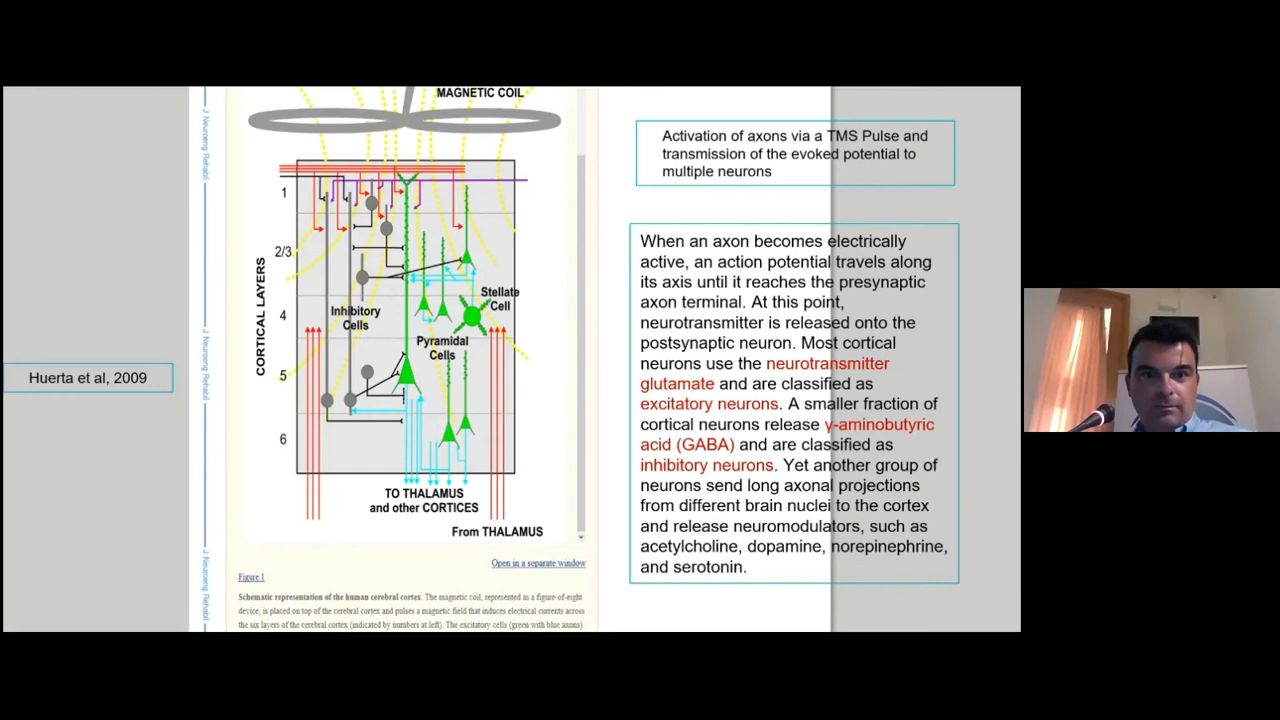 MAGNETIC COIL
J Neuroeng Rehabil
J Neuroeng Rehabil
J Neuroeng Rehabil
CORTICAL LAYERS
1
2/3
4
5
6
Inhibitory
Cells
Stellate
Cell
Pyramidal
Cells
TO THALAMUS
and other CORTICES
From THALAMUS
Open in a separate window
Figure 1
Schematic representation of the human cerebral cortex. The magnetic coil, represented as a figure-of-eight
device, is placed on top of the cerebral cortex and pulses a magnetic field that induces electrical currents across
the six layers of the cerebral cortex (indicated by numbers at left). The excitatory cells (green with blue axons)
Huerta et al, 2009
Activation of axons via a TMS Pulse and
transmission of the evoked potential to
multiple neurons
When an axon becomes electrically
active, an action potential travels along
its axis until it reaches the presynaptic
axon terminal. At this point,
neurotransmitter is released onto the
postsynaptic neuron. Most cortical
neurons use the neurotransmitter
glutamate and are classified as
excitatory neurons. A smaller fraction of
cortical neurons release γ-aminobutyric
acid (GABA) and are classified as
inhibitory neurons. Yet another group of
neurons send long axonal projections
from different brain nuclei to the cortex
and release neuromodulators, such as
acetylcholine, dopamine, norepinephrine,
and serotonin.